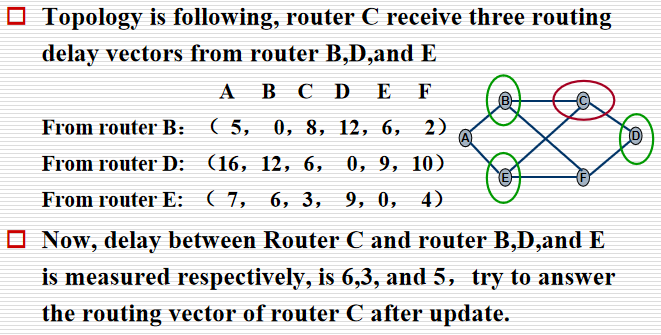 Topology is following, router C receive three routing
delay vectors from router B,D,and E
A B C D E F
From router B: ( 5, 0, 8, 12, 6, 2)
From router D: (16, 12, 6, 0, 9, 10)
From router E: ( 7, 6, 3, 9, 0, 4)
B
C
A
D
E
F
Now, delay between Router C and router B,D,and E
is measured respectively, is 6,3, and 5, try to answer
the routing vector of router C after update.